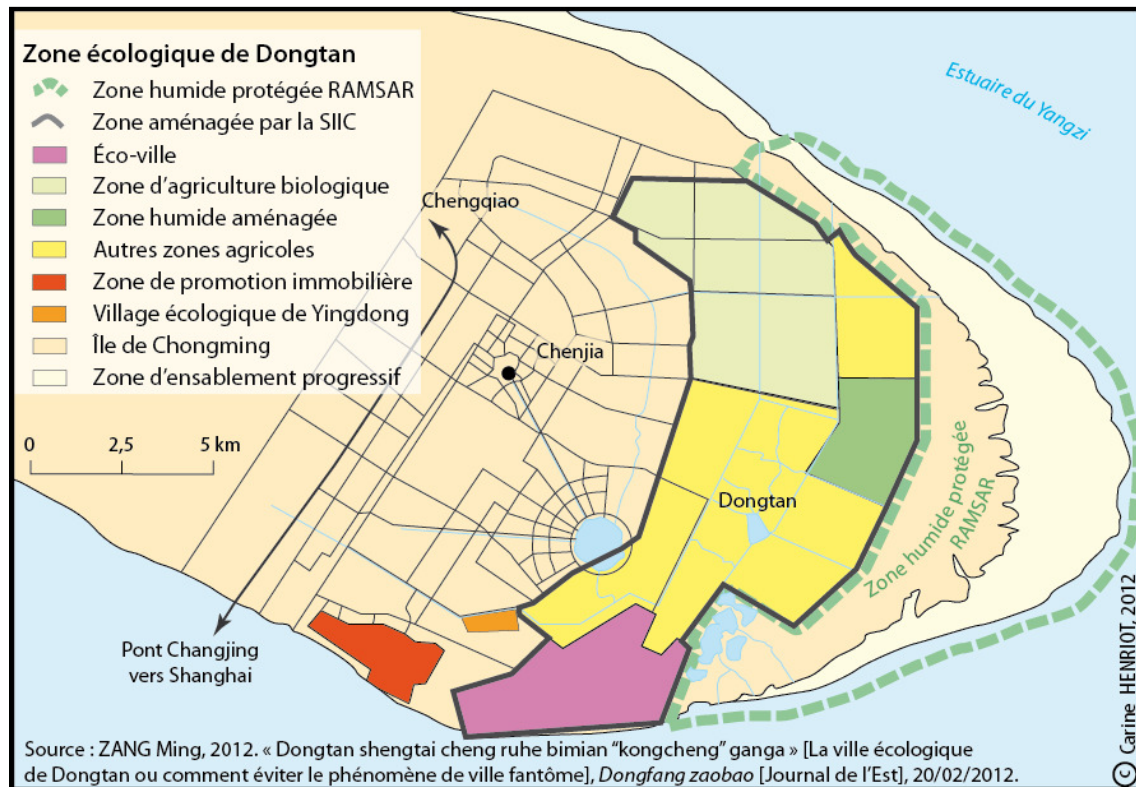 Zone écologique de Dongtan
Zone humide protégée RAMSAR
Zone aménagée par la SIIC
Éco-ville
Zone d'agriculture biologique
Zone humide aménagée
Autres zones agricoles
Zone de promotion immobilière
Village écologique de Yingdong
Île de Chongming
Zone d'ensablement progressif
0 2,5 5 km
Estuaire du Yangzi
Chengqiao
Chenjia
Dongtan
Zone humide protégée
RAMSAR
Pont Changjing
vers Shanghai
Source : ZANG Ming, 2012. « Dongtan shengtai cheng ruhe bimian “kongcheng” ganga » [La ville écologique
de Dongtan ou comment éviter le phénomène de ville fantôme], Dongfang zaobao [Journal de l'Est], 20/02/2012.
© Carine HENRIOT, 2012